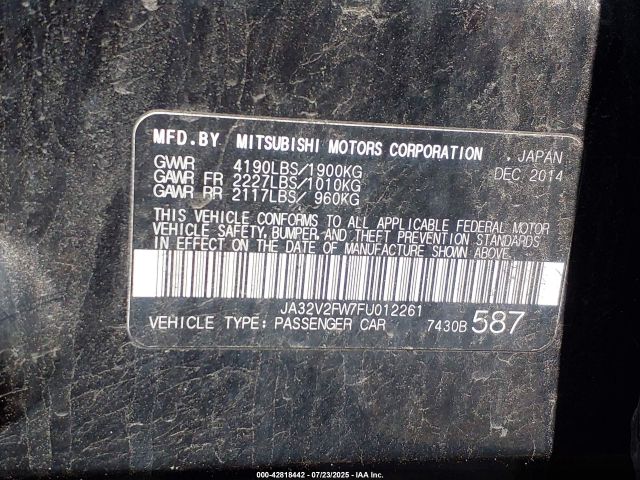 MFD.BY MITSUBISHI MOTORS CORPORATION , JAPAN
GVWR 4190LBS/1900KG DEC, 2014
GAWR FR 2227LBS/1010KG
GAWR RR 2117LBS/ 960KG
THIS VEHICLE CONFORMS TO ALL APPLICABLE FEDERAL MOTOR
VEHICLE SAFETY, BUMPER, AND THEFT PREVENTION STANDARDS
IN EFFECT ON THE DATE OF MANUFACTURE SHOWN ABOVE.
JA32V2FW7FU012261
VEHICLE TYPE: PASSENGER CAR 7430B 587
000-42818442 - 07/23/2025 - IAA Inc.